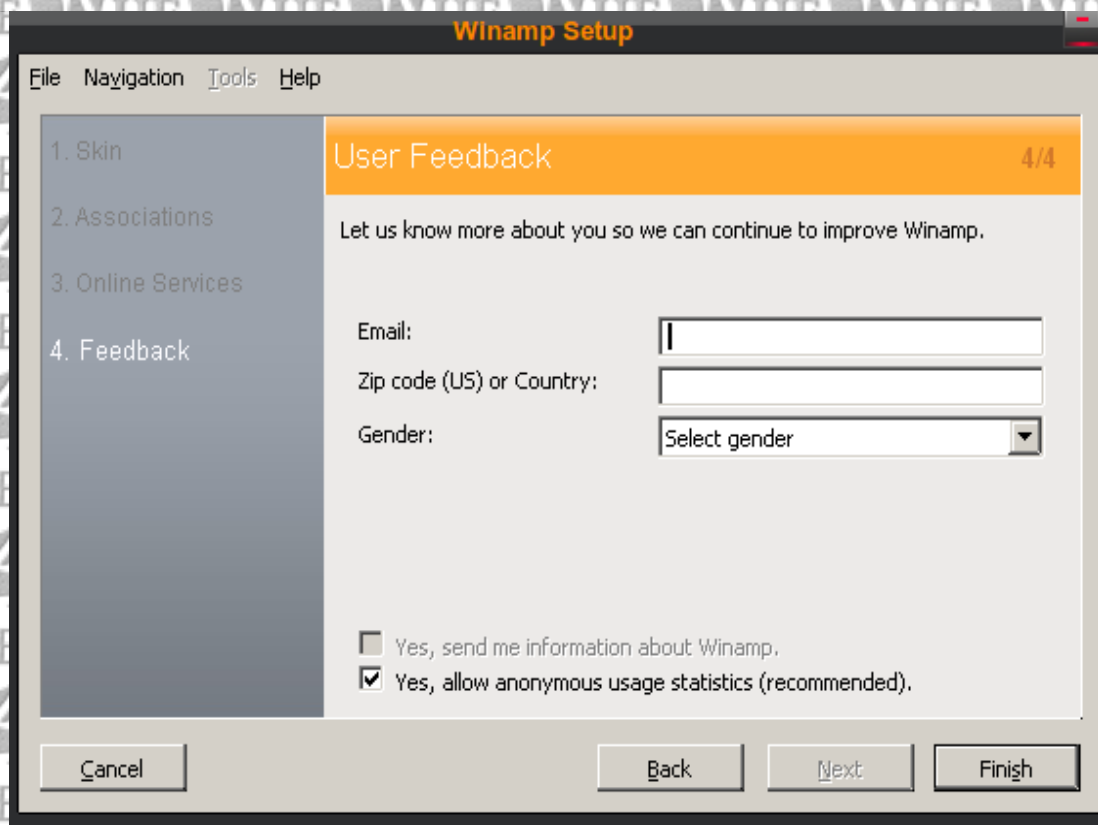 Winamp Setup
File Navigation Tools Help
1. Skin
2. Associations
3. Online Services
4. Feedback
User Feedback 4/4
Let us know more about you so we can continue to improve Winamp.
Email:
Zip code (US) or Country:
Gender: Select gender
Yes, send me information about Winamp.
Yes, allow anonymous usage statistics (recommended).
Cancel Back Next Finish